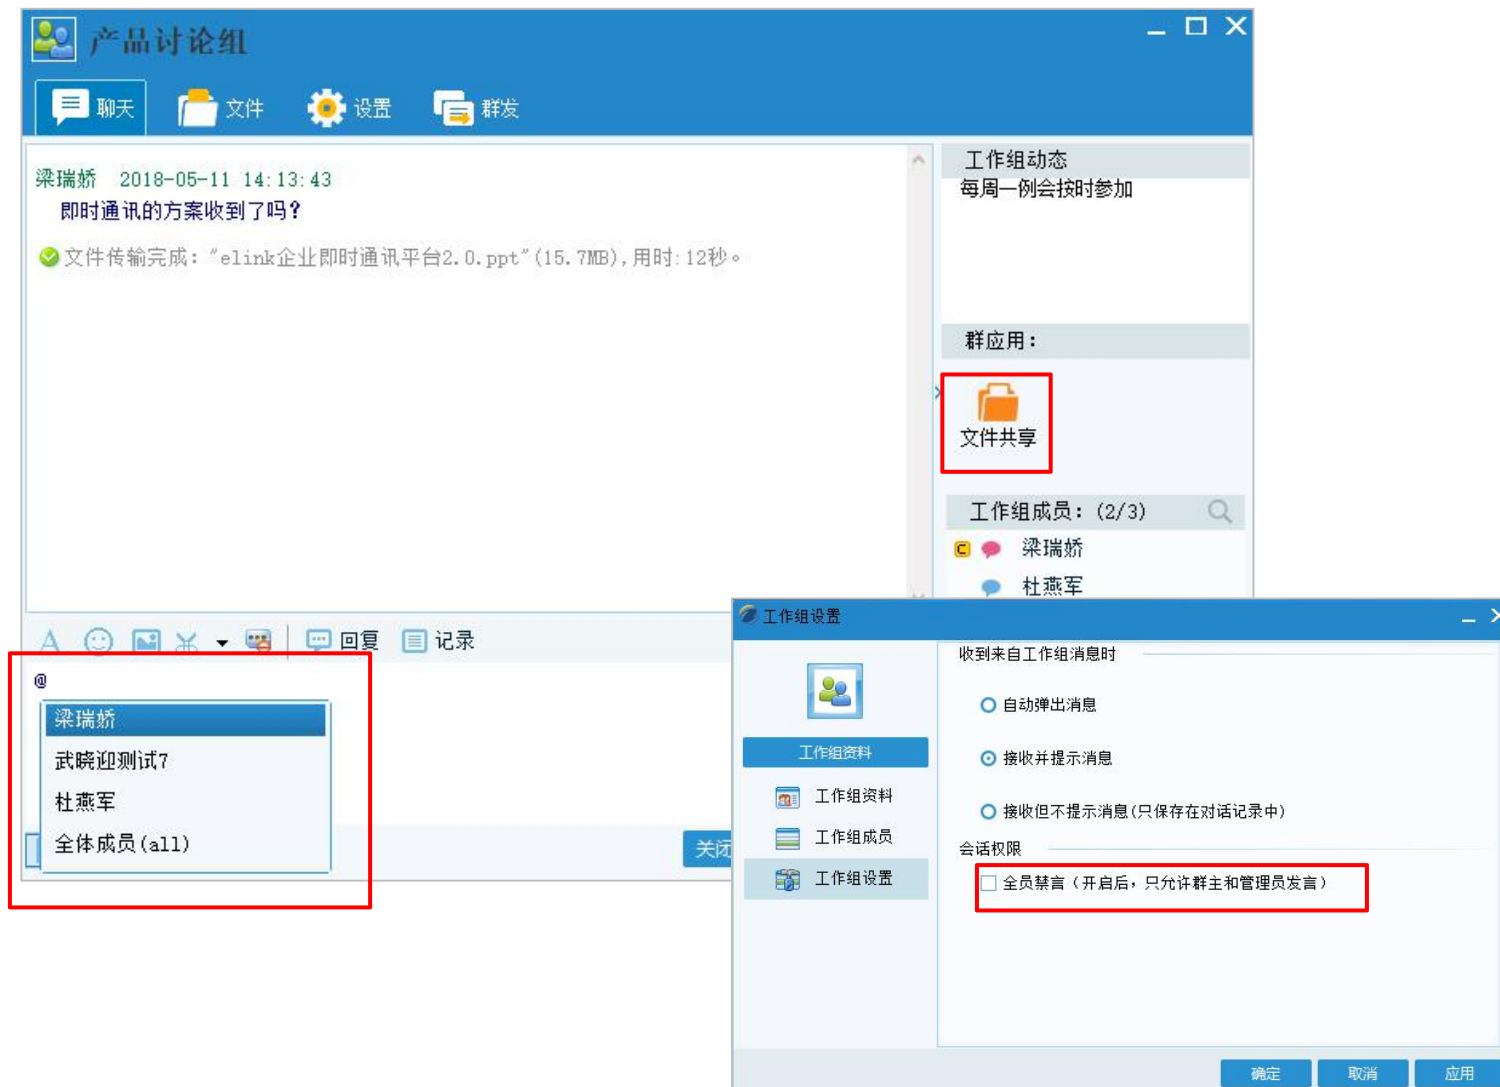 产品讨论组
聊天 文件 设置 群发
梁瑞娇 2018-05-11 14:13:43
即时通讯的方案收到了吗?
文件传输完成: "elink企业即时通讯平台2.0.ppt"(15.7MB),用时:12秒。
工作组动态
每周一例会按时参加
群应用:
文件共享
工作组成员: (2/3)
C 梁瑞娇
杜燕军
A 回复 记录
@
梁瑞娇
武晓迎测试7
杜燕军
全体成员(all)
关闭
工作组设置
工作组资料
工作组资料
工作组成员
工作组设置
收到来自工作组消息时
自动弹出消息
接收并提示消息
接收但不提示消息(只保存在对话记录中)
会话权限
全员禁言(开启后,只允许群主和管理员发言)
确定 取消 应用